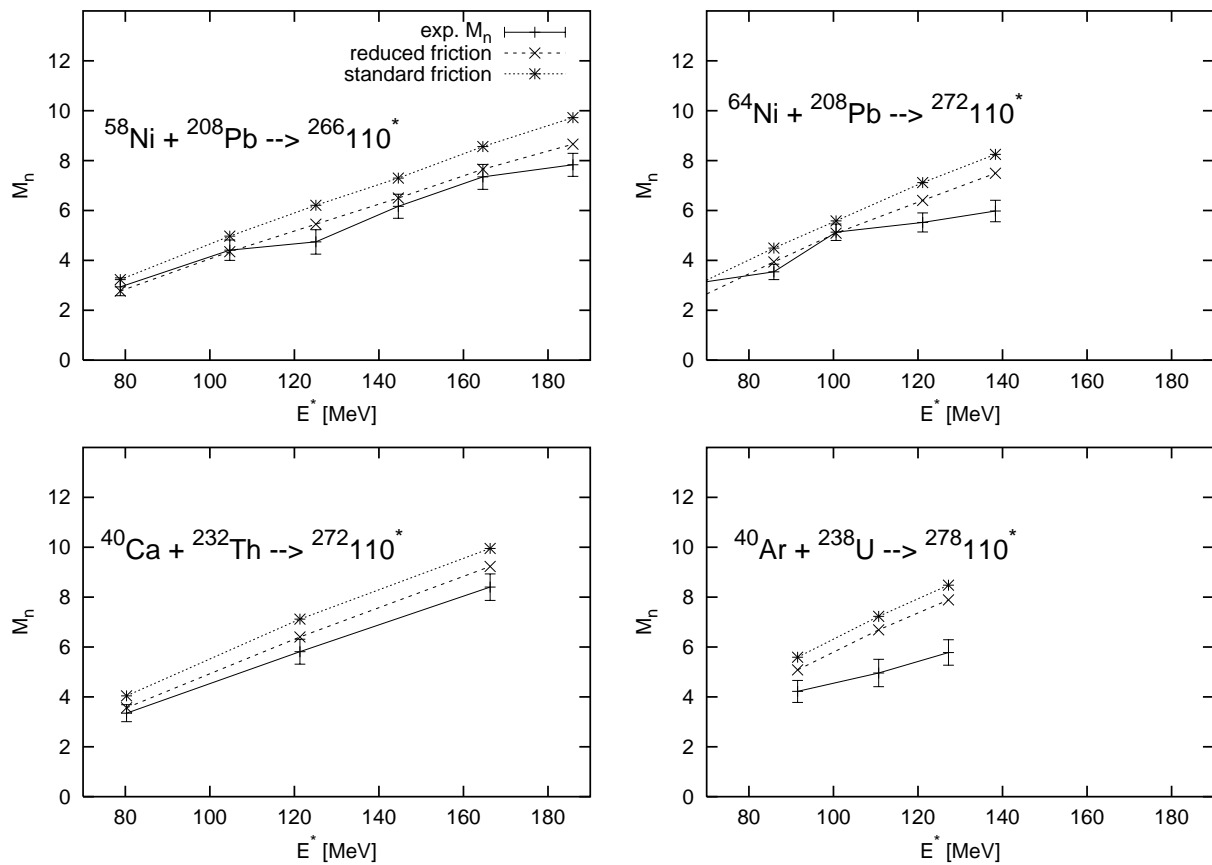 exp. M_n
reduced friction
standard friction
^58Ni + ^208Pb --> ^266110^*
M_n
14
12
10
8
6
4
2
0
80 100 120 140 160 180
E^* [MeV]
^64Ni + ^208Pb --> ^272110^*
M_n
12
10
8
6
4
2
0
80 100 120 140 160 180
E^* [MeV]
^40Ca + ^232Th --> ^272110^*
M_n
12
10
8
6
4
2
0
80 100 120 140 160 180
E^* [MeV]
^40Ar + ^238U --> ^278110^*
M_n
12
10
8
6
4
2
0
80 100 120 140 160 180
E^* [MeV]